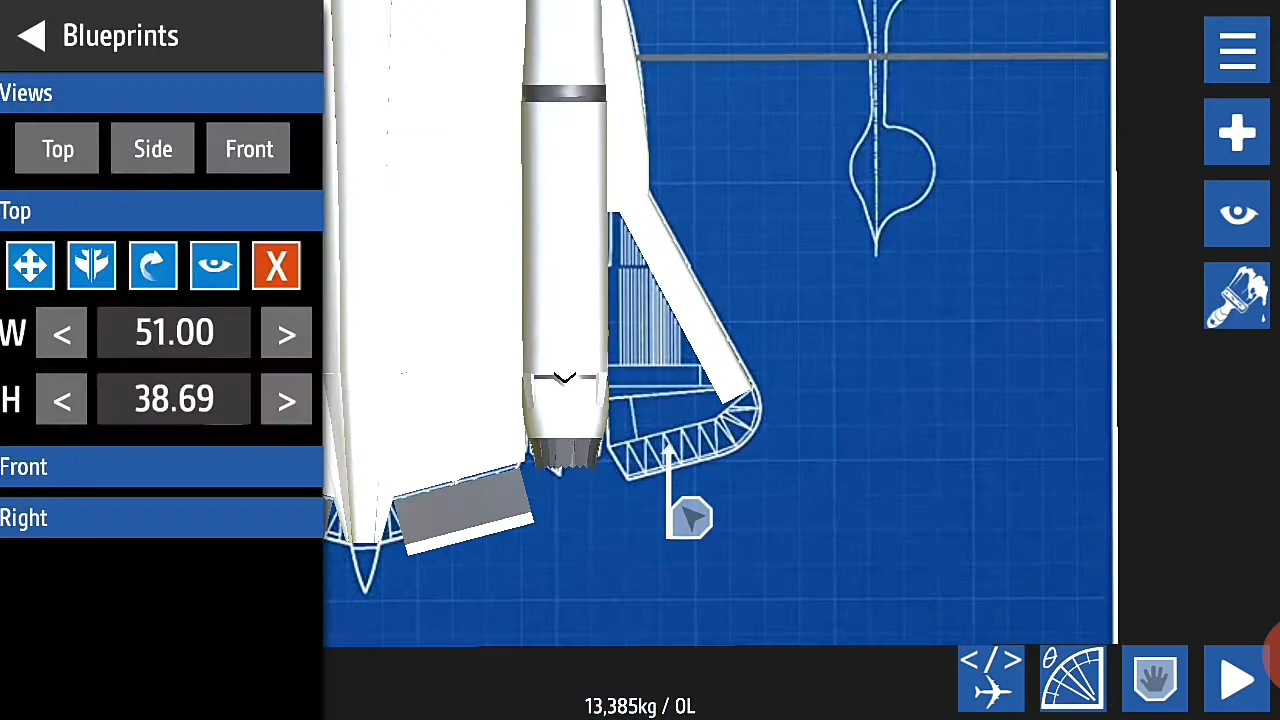 Blueprints
Views
Top Side Front
Top
X
W < 51.00 >
H < 38.69 >
Front
Right
</> θ
13,385kg / 0L